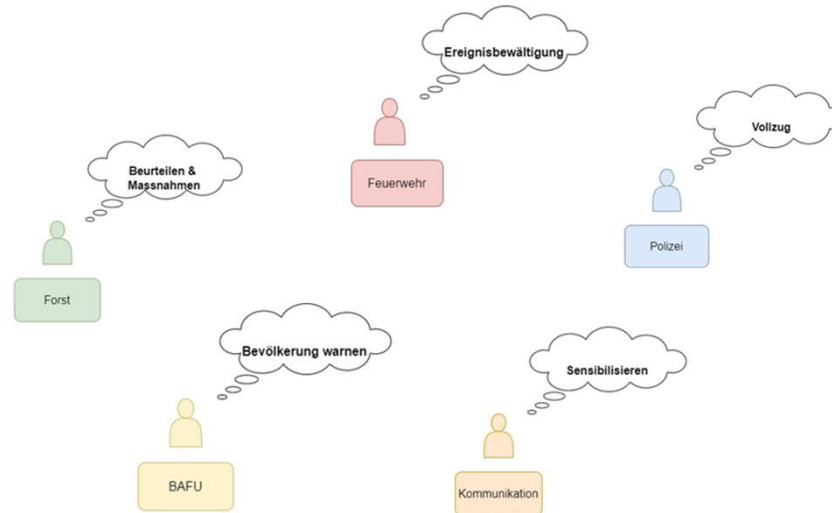 Ereignisbewältigung
Feuerwehr
Vollzug
Polizei
Beurteilen &
Massnahmen
Forst
Bevölkerung warnen
BAFU
Sensibilisieren
Kommunikation